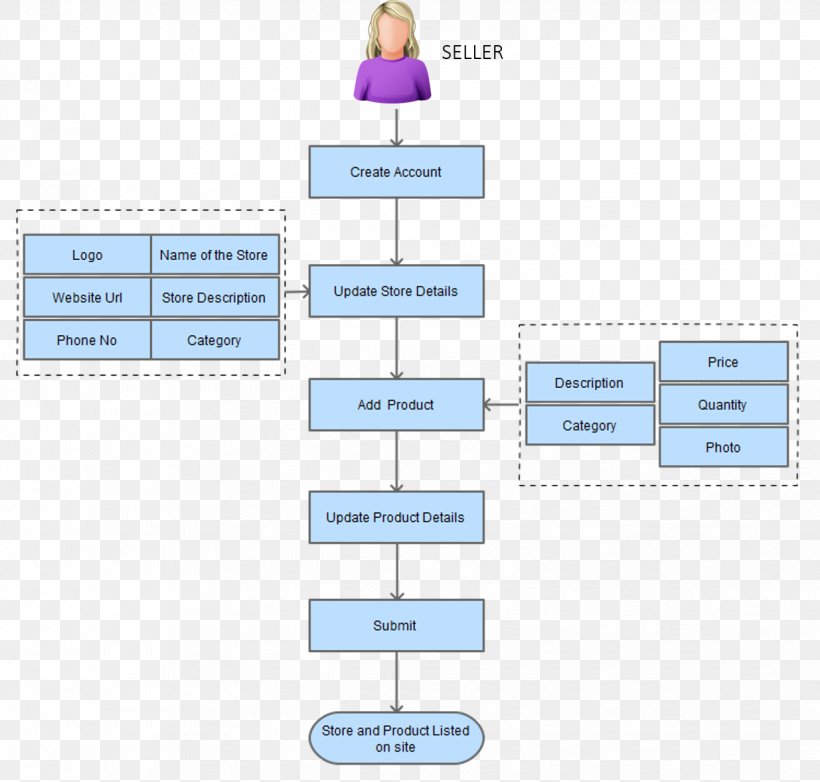 SELLER
Create Account
Logo
Name of the Store
Website Url
Store Description
Phone No
Category
Update Store Details
Add Product
Description
Category
Price
Quantity
Photo
Update Product Details
Submit
Store and Product Listed
on site